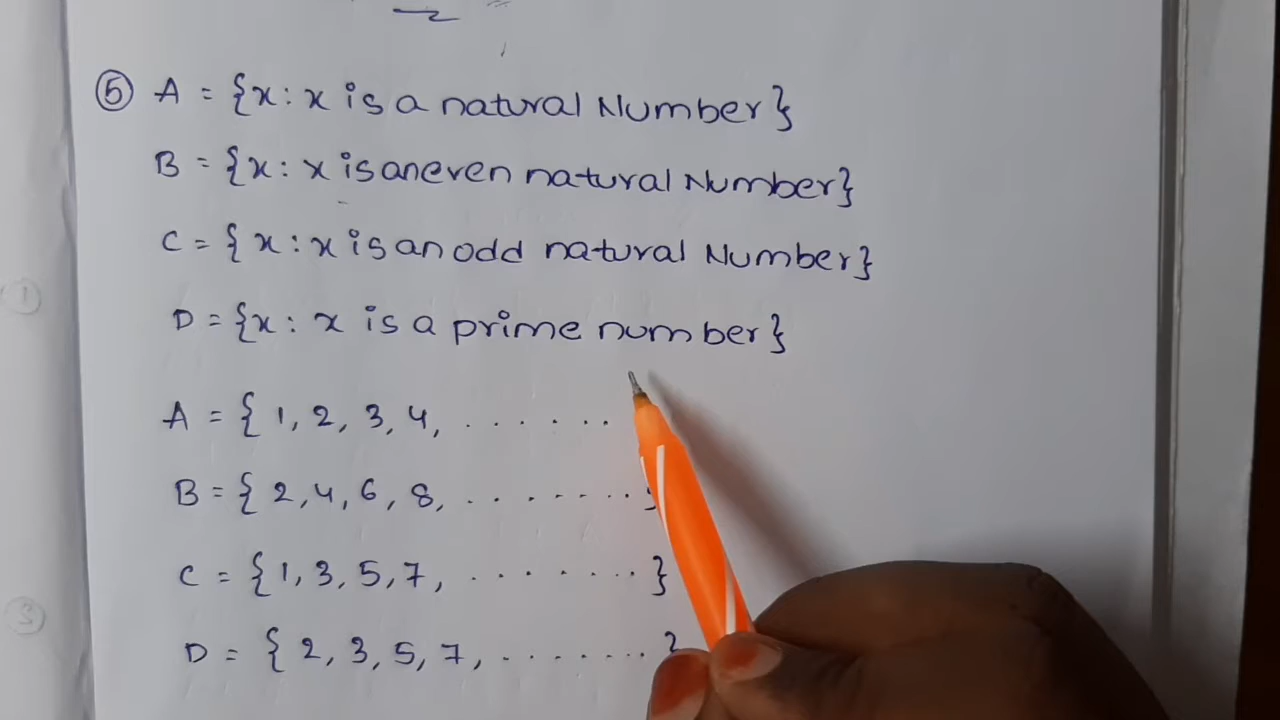 ⑤ A = {x : x is a natural Number}
B = {x : x is an even natural Number}
C = {x : x is an odd natural Number}
D = {x : x is a prime number}
A = { 1, 2, 3, 4, . . . . . .
B = { 2, 4, 6, 8, . . . . . . . }
C = { 1, 3, 5, 7, . . . . . . . . }
D = { 2, 3, 5, 7, . . . . . . . }